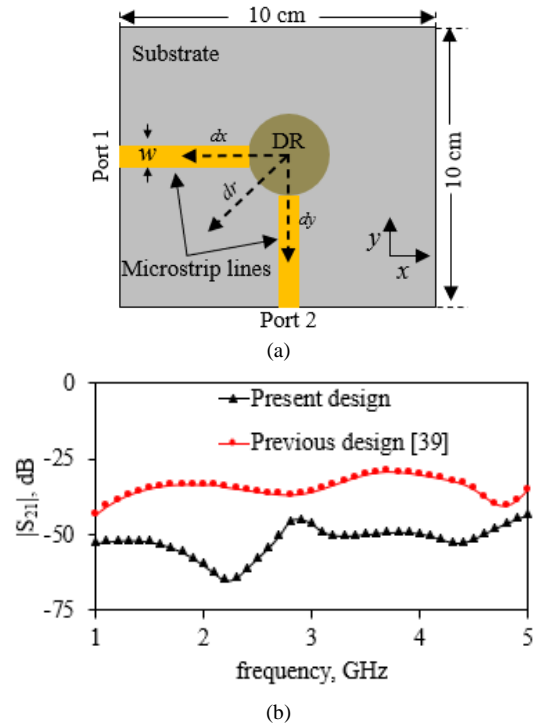 10 cm
Substrate
Port 1
w
dx
DR
dr
dy
10 cm
Microstrip lines
y
x
Port 2
(a)
0
-25
-50
-75
|S21|, dB
Present design
Previous design [39]
1 2 3 4 5
frequency, GHz
(b)